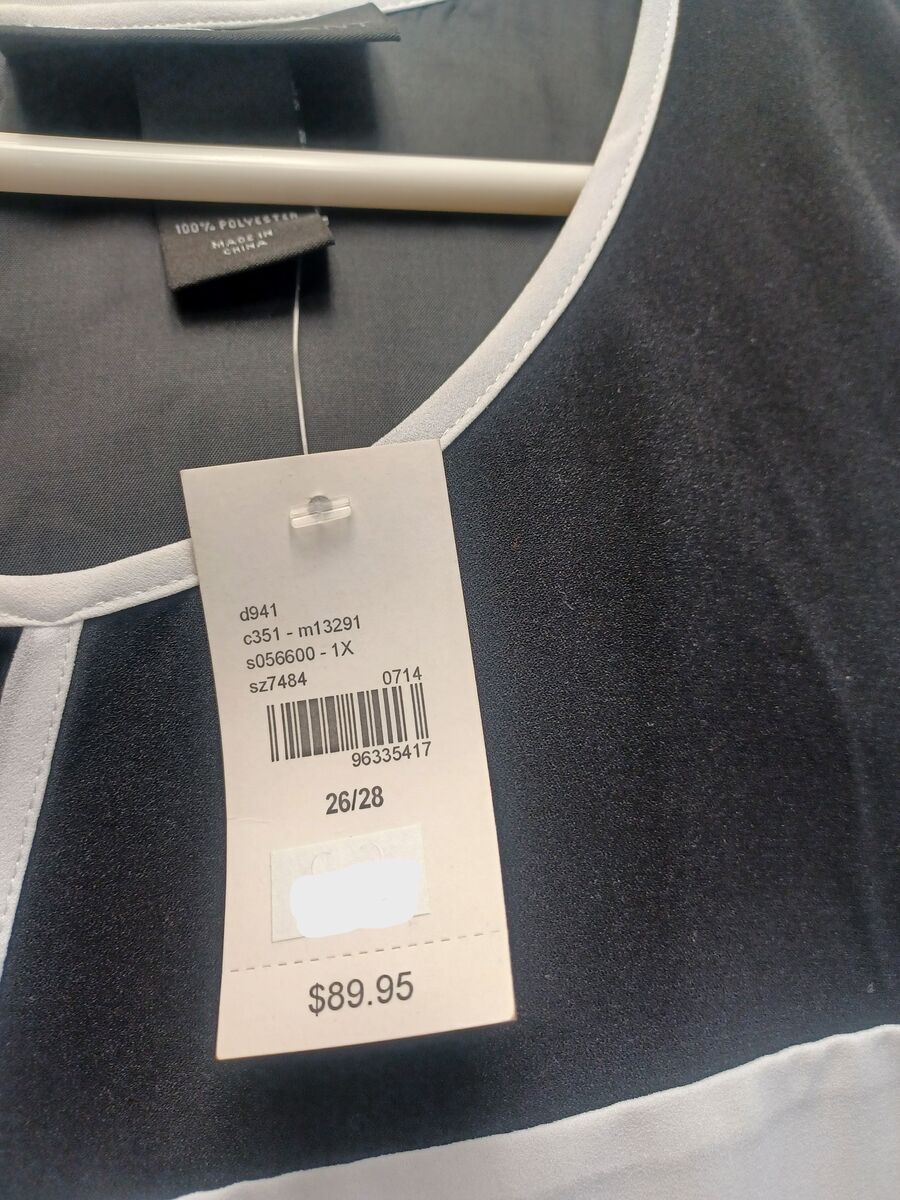 100% POLYESTER
MADE IN
CHINA
d941
c351 - m13291
s056600 - 1X
sz7484 0714
96335417
26/28
$89.95